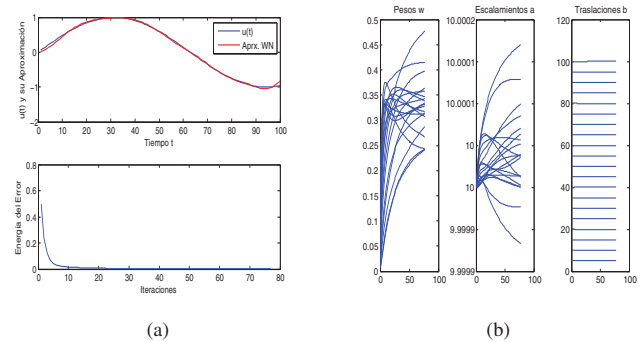 u(t)
Aprx. WN
u(t) y su Aproximación
1
0
-1
-2
0 10 20 30 40 50 60 70 80 90 100
Tiempo t
Energía del Error
0.8
0.6
0.4
0.2
0
0 10 20 30 40 50 60 70 80
Iteraciones
(a)
Pesos w
0.5
0.45
0.4
0.35
0.3
0.25
0.2
0.15
0.1
0.05
0
0 50 100
Escalamientos a
10.0002
10.0001
10.0001
10
10
9.9999
9.9999
0 50 100
Traslaciones b
120
100
80
60
40
20
0
0 50 100
(b)